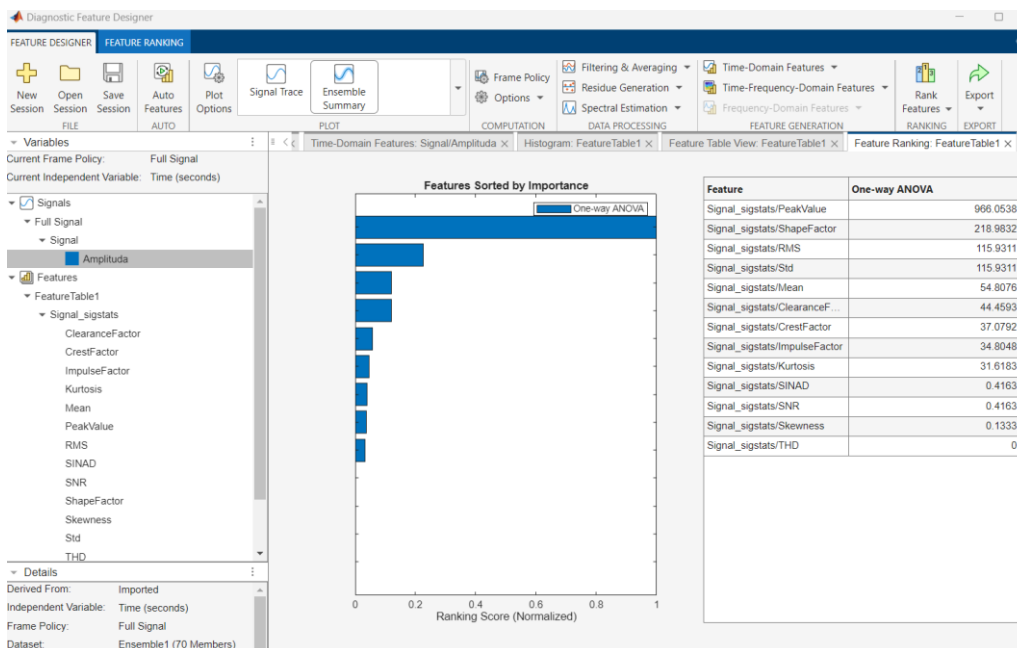 Diagnostic Feature Designer
FEATURE DESIGNER FEATURE RANKING
New Session
Open Session
Save Session
FILE
Auto Features
AUTO
Plot Options
Signal Trace
Ensemble Summary
PLOT
Frame Policy
Options
COMPUTATION
Filtering & Averaging
Residue Generation
Spectral Estimation
DATA PROCESSING
Time-Domain Features
Time-Frequency-Domain Features
Frequency-Domain Features
FEATURE GENERATION
Rank Features
RANKING
Export
EXPORT
Variables
Current Frame Policy: Full Signal
Current Independent Variable: Time (seconds)
Signals
Full Signal
Signal
Amplituda
Features
FeatureTable1
Signal_sigstats
ClearanceFactor
CrestFactor
ImpulseFactor
Kurtosis
Mean
PeakValue
RMS
SINAD
SNR
ShapeFactor
Skewness
Std
THD
Details
Derived From: Imported
Independent Variable: Time (seconds)
Frame Policy: Full Signal
Dataset: Ensemble1 (70 Members)
Time-Domain Features: Signal/Amplituda Histogram: FeatureTable1 Feature Table View: FeatureTable1 Feature Ranking: FeatureTable1
Features Sorted by Importance
One-way ANOVA
0 0.2 0.4 0.6 0.8 1
Ranking Score (Normalized)
Feature One-way ANOVA
Signal_sigstats/PeakValue 966.0538
Signal_sigstats/ShapeFactor 218.9832
Signal_sigstats/RMS 115.9311
Signal_sigstats/Std 115.9311
Signal_sigstats/Mean 54.8076
Signal_sigstats/ClearanceF... 44.4593
Signal_sigstats/CrestFactor 37.0792
Signal_sigstats/ImpulseFactor 34.8048
Signal_sigstats/Kurtosis 31.6183
Signal_sigstats/SINAD 0.4163
Signal_sigstats/SNR 0.4163
Signal_sigstats/Skewness 0.1333
Signal_sigstats/THD 0